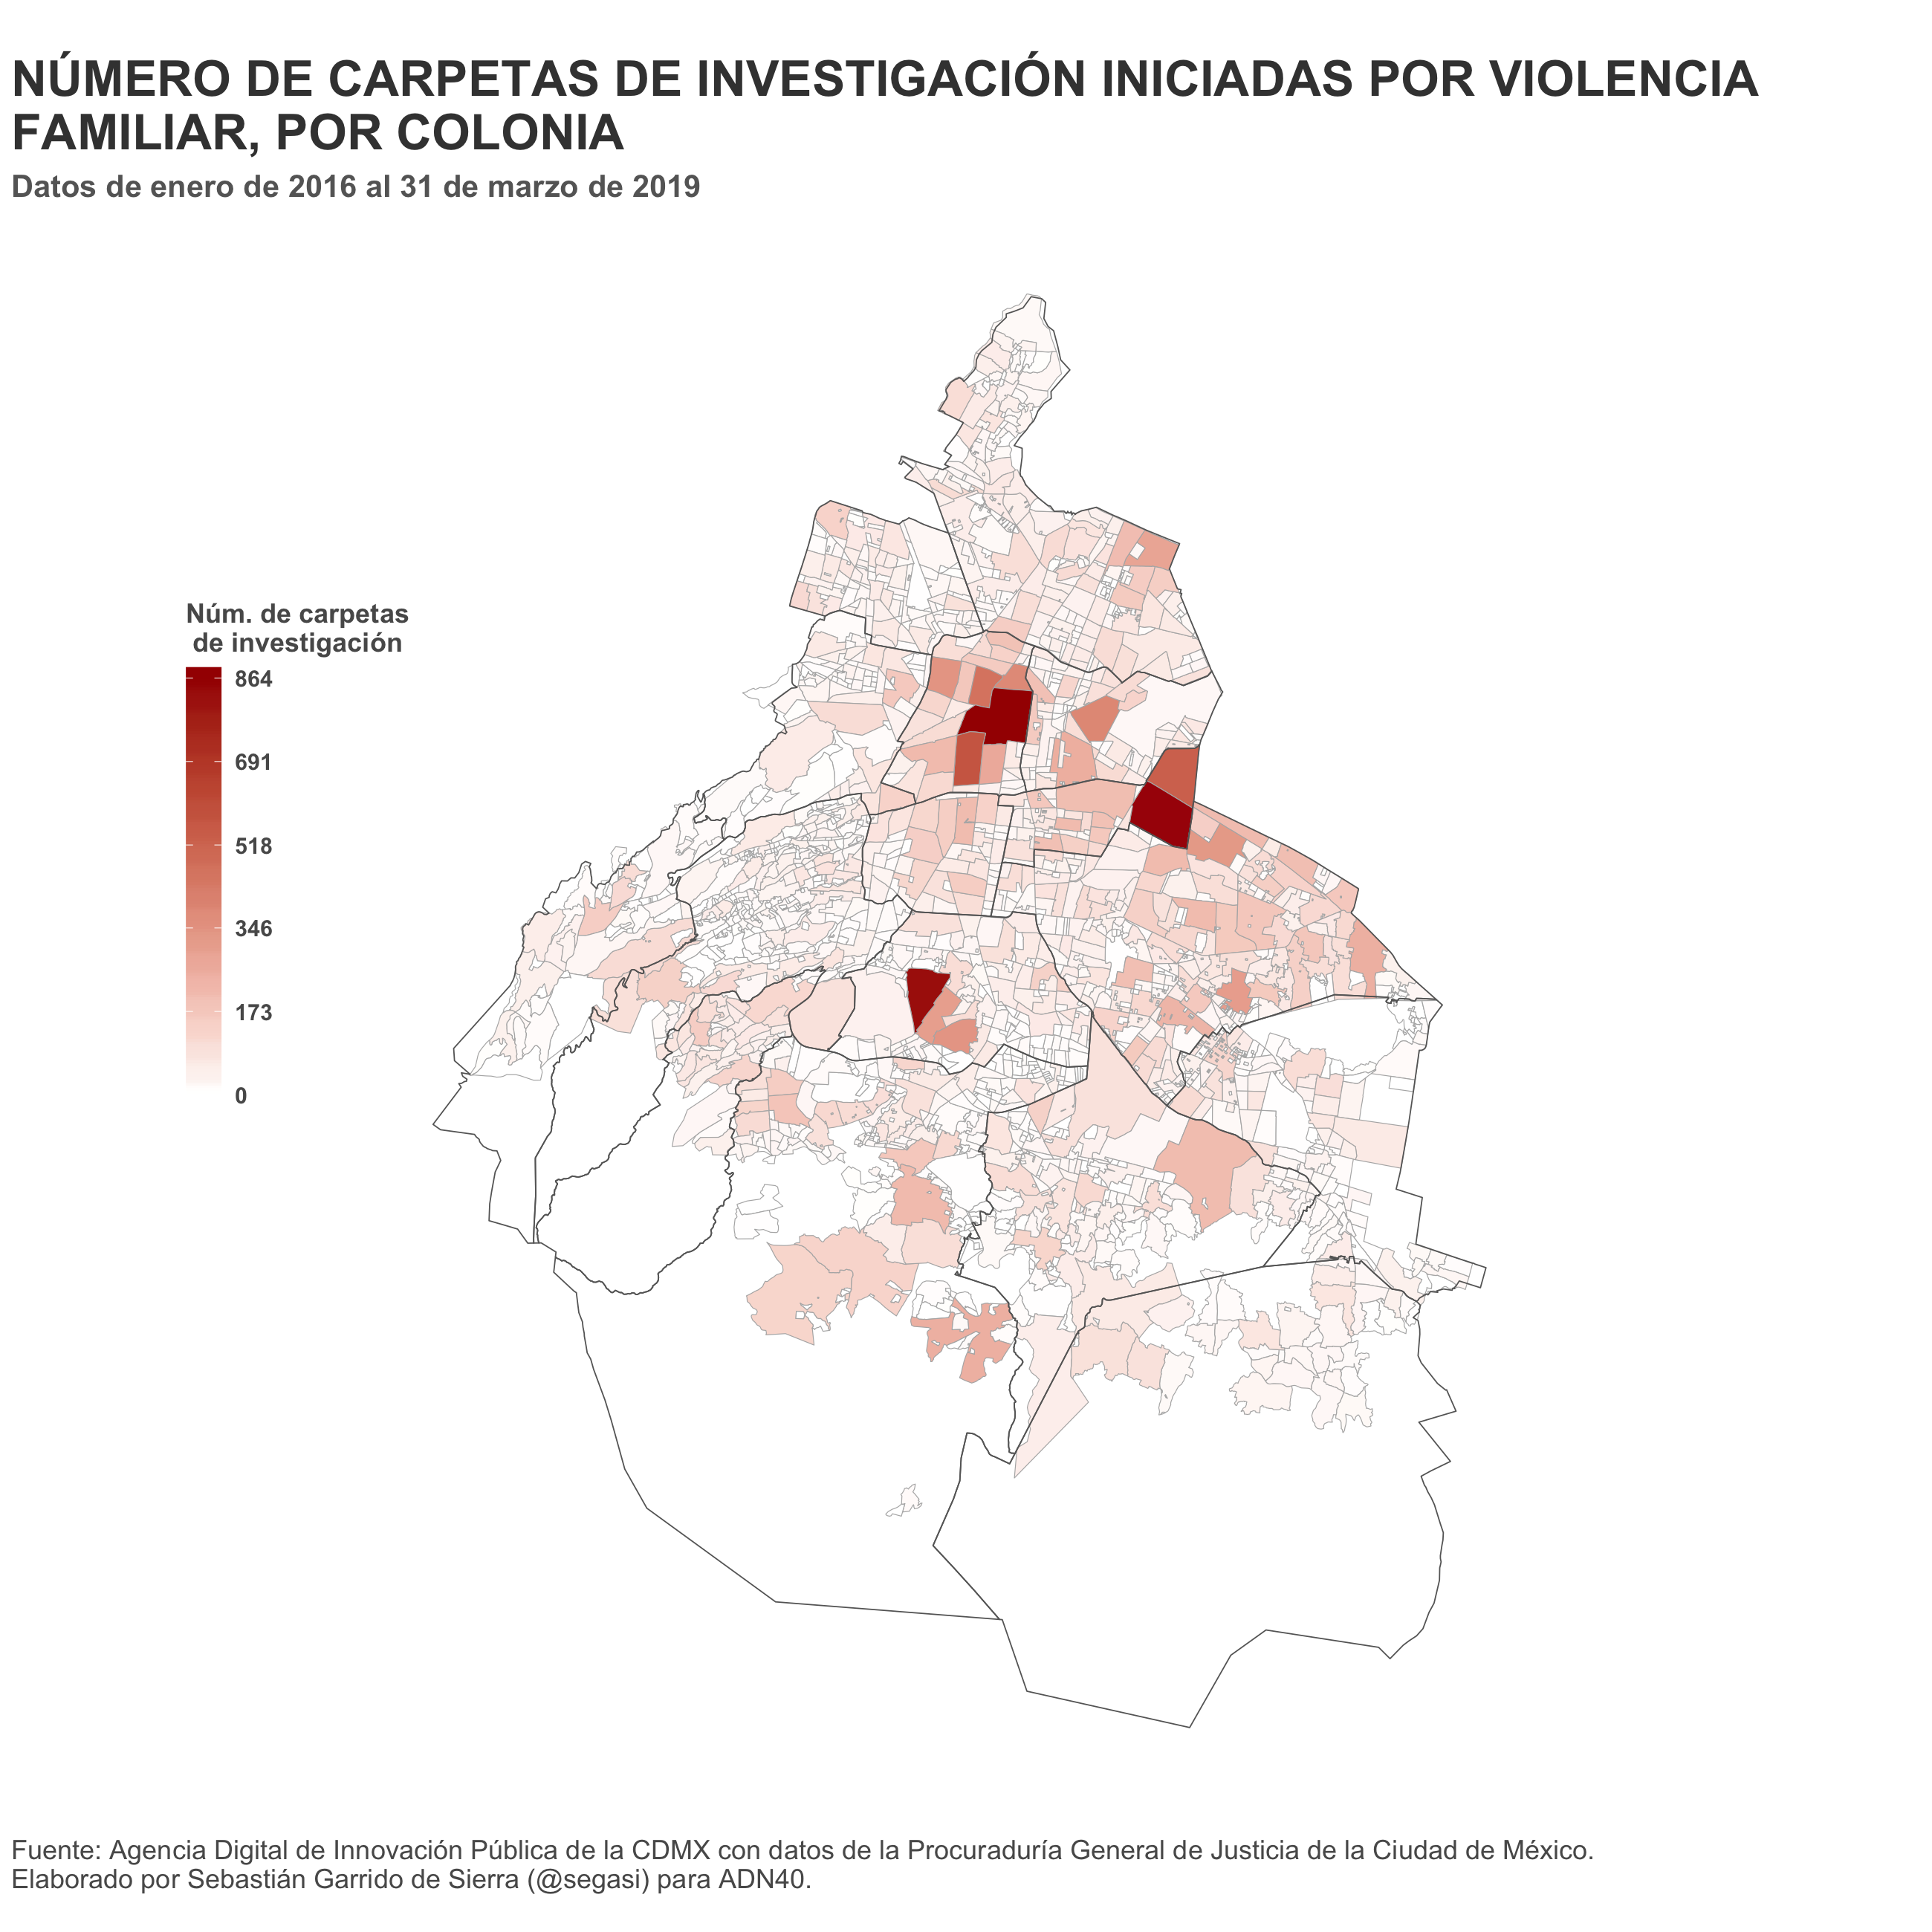 NÚMERO DE CARPETAS DE INVESTIGACIÓN INICIADAS POR VIOLENCIA
FAMILIAR, POR COLONIA
Datos de enero de 2016 al 31 de marzo de 2019
Núm. de carpetas
de investigación
864
691
518
346
173
0
Fuente: Agencia Digital de Innovación Pública de la CDMX con datos de la Procuraduría General de Justicia de la Ciudad de México.
Elaborado por Sebastián Garrido de Sierra (@segasi) para ADN40.